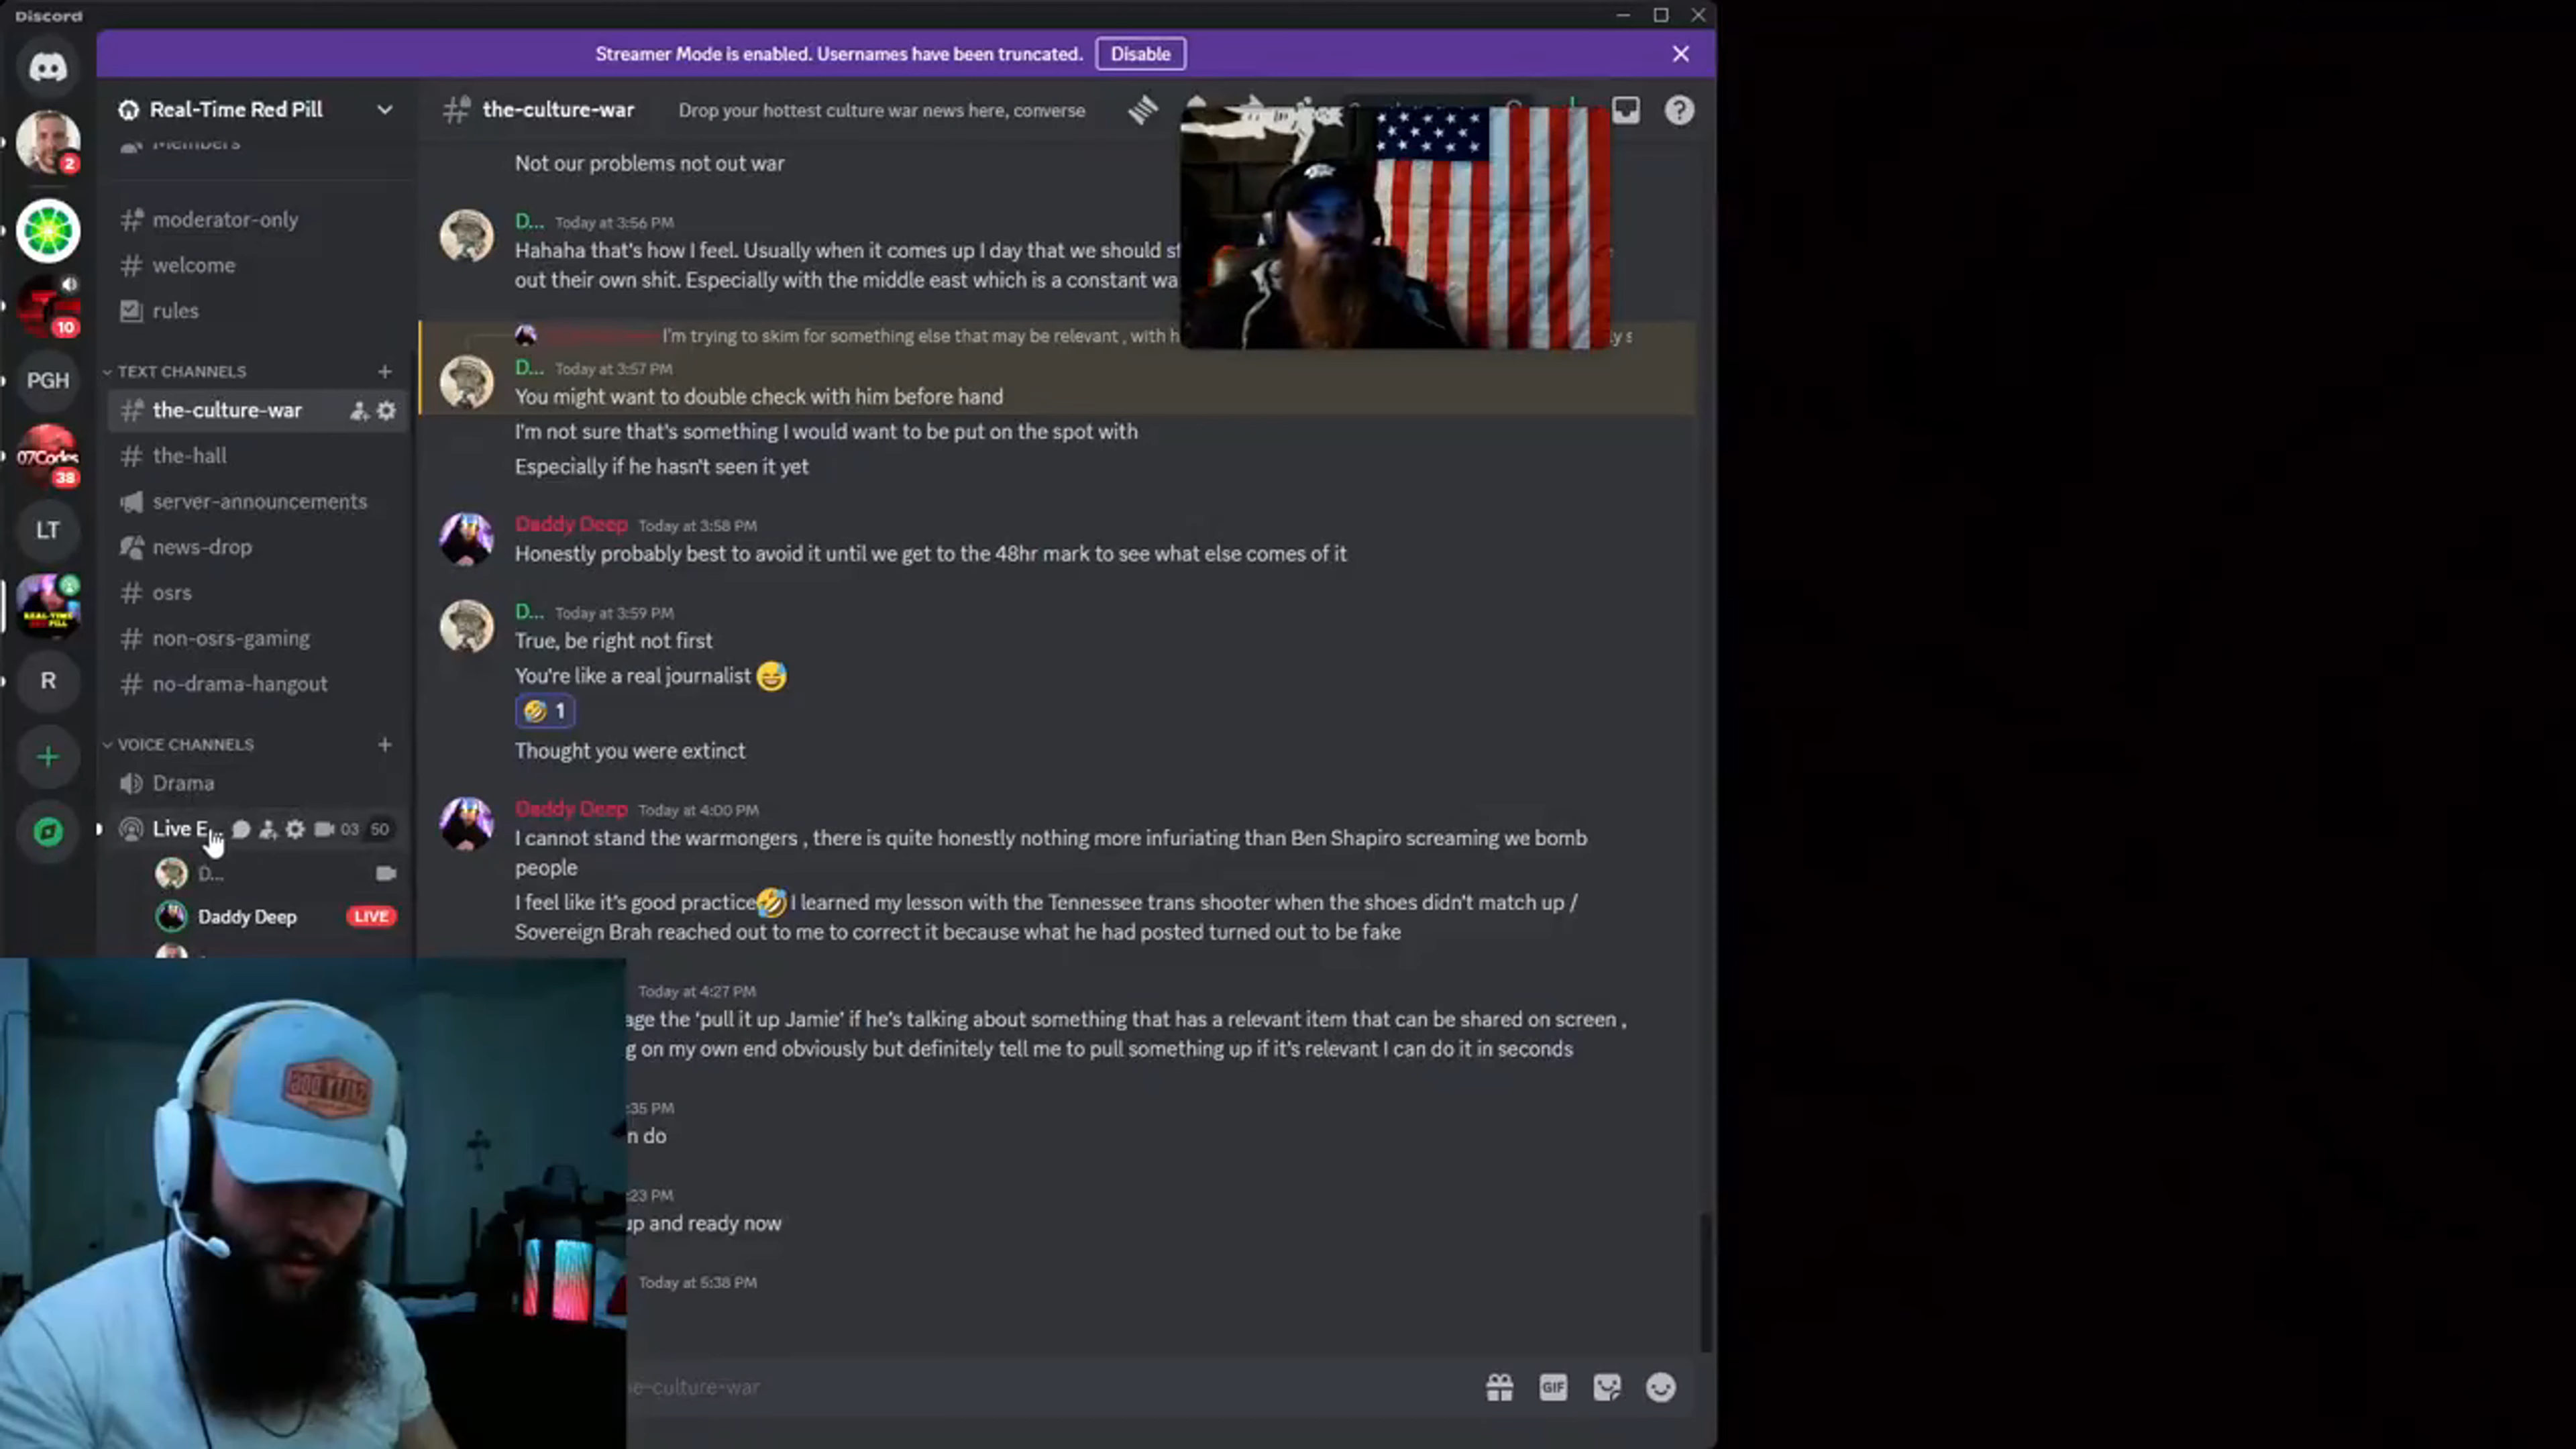 Discord
Streamer Mode is enabled. Usernames have been truncated.
Disable
Real-Time Red Pill
Members
moderator-only
welcome
rules
TEXT CHANNELS
the-culture-war
the-hall
server-announcements
news-drop
osrs
non-osrs-gaming
no-drama-hangout
VOICE CHANNELS
Drama
Live E...
03 50
D...
Daddy Deep
LIVE
2
10
PGH
07Codes
38
LT
REAL-TIME
RED PILL
R
the-culture-war
Drop your hottest culture war news here, converse
Not our problems not out war
D... Today at 3:56 PM
Hahaha that's how I feel. Usually when it comes up I day that we should st
out their own shit. Especially with the middle east which is a constant wa
I'm trying to skim for something else that may be relevant , with h
ly s
D... Today at 3:57 PM
You might want to double check with him before hand
I'm not sure that's something I would want to be put on the spot with
Especially if he hasn't seen it yet
Daddy Deep Today at 3:58 PM
Honestly probably best to avoid it until we get to the 48hr mark to see what else comes of it
D... Today at 3:59 PM
True, be right not first
You're like a real journalist 😅
🤣 1
Thought you were extinct
Daddy Deep Today at 4:00 PM
I cannot stand the warmongers , there is quite honestly nothing more infuriating than Ben Shapiro screaming we bomb
people
I feel like it's good practice🤣 I learned my lesson with the Tennessee trans shooter when the shoes didn't match up /
Sovereign Brah reached out to me to correct it because what he had posted turned out to be fake
Today at 4:27 PM
age the 'pull it up Jamie' if he's talking about something that has a relevant item that can be shared on screen ,
g on my own end obviously but definitely tell me to pull something up if it's relevant I can do it in seconds
:35 PM
n do
:23 PM
up and ready now
Today at 5:38 PM
e-culture-war
GIF
SALTY DOG